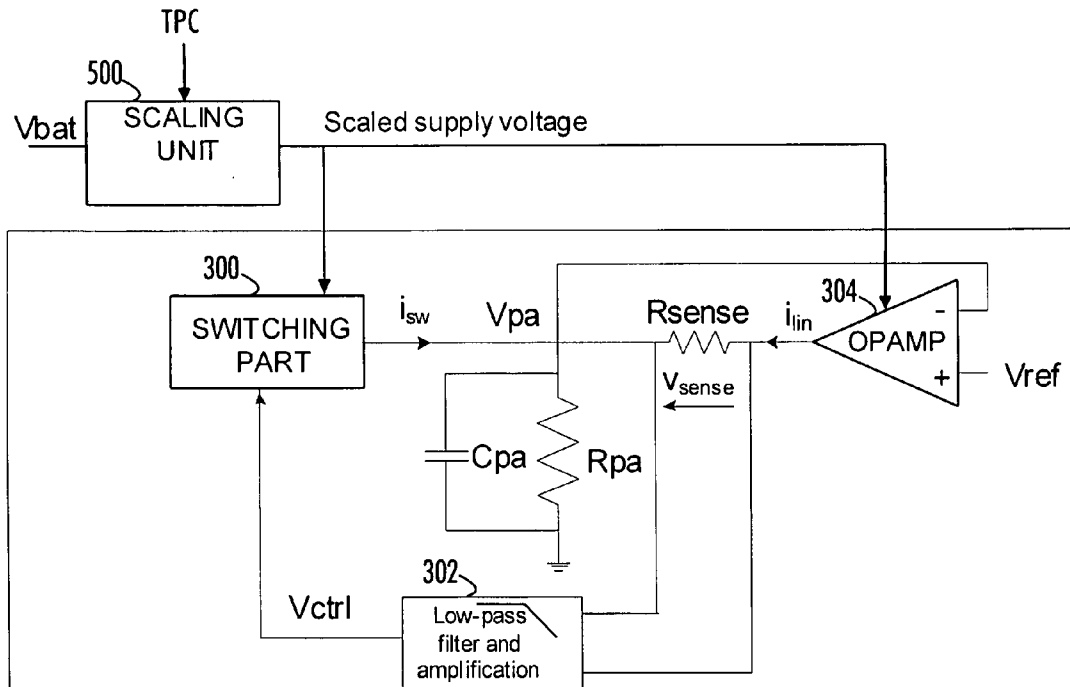 TPC
500
Vbat
SCALING
UNIT
Scaled supply voltage
300
SWITCHING
PART
isw
Vpa
Rsense
ilin
304
OPAMP
-
+
Vref
vsense
Cpa
Rpa
302
Vctrl
Low-pass
filter and
amplification